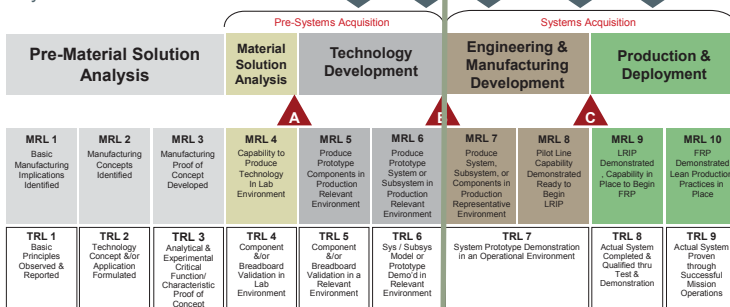 Pre-Systems Acquisition
Systems Acquisition
Pre-Material Solution
Analysis
Material
Solution
Analysis
Technology
Development
Engineering &
Manufacturing
Development
Production &
Deployment
A
B
C
MRL 1
Basic
Manufacturing
Implications
Identified
MRL 2
Manufacturing
Concepts
Identified
MRL 3
Manufacturing
Proof of
Concept
Developed
MRL 4
Capability to
Produce
Technology
In Lab
Environment
MRL 5
Produce
Prototype
Components in
Production
Relevant
Environment
MRL 6
Produce
Prototype
System or
Subsystem in
Production
Relevant
Environment
MRL 7
Produce
System,
Subsystem, or
Components in
Production
Representative
Environment
MRL 8
Pilot Line
Capability
Demonstrated
Ready to
Begin
LRIP
MRL 9
LRIP
Demonstrated
, Capability in
Place to Begin
FRP
MRL 10
FRP
Demonstrated
Lean Production
Practices in
Place
TRL 1
Basic
Principles
Observed &
Reported
TRL 2
Technology
Concept &/or
Application
Formulated
TRL 3
Analytical &
Experimental
Critical
Function/
Characteristic
Proof of
Concept
TRL 4
Component
&/or
Breadboard
Validation in
Lab
Environment
TRL 5
Component
&/or
Breadboard
Validation in a
Relevant
Environment
TRL 6
Sys / Subsys
Model or
Prototype
Demo'd in
Relevant
Environment
TRL 7
System Prototype Demonstration
in an Operational Environment
TRL 8
Actual System
Completed &
Qualified thru
Test &
Demonstration
TRL 9
Actual System
Proven
through
Successful
Mission
Operations